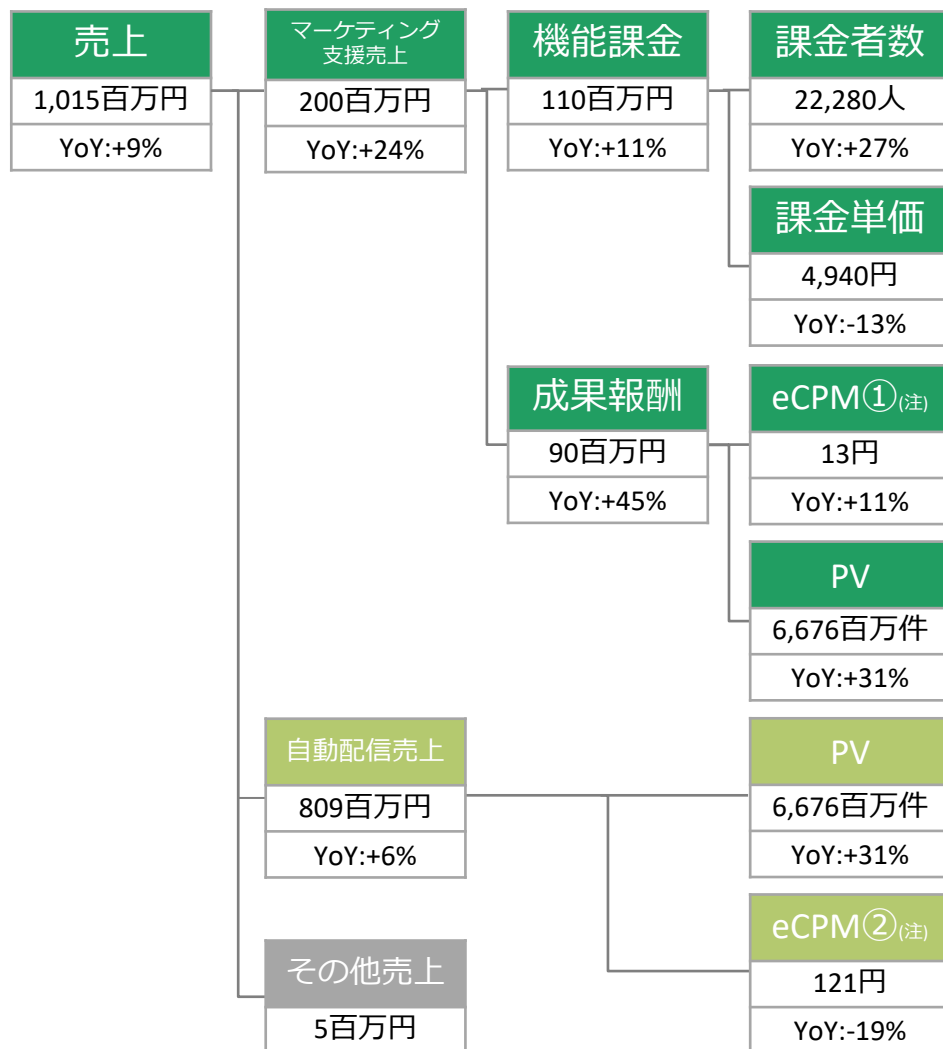 売上
1,015百万円
YoY:+9%
マーケティング
支援売上
200百万円
YoY:+24%
機能課金
110百万円
YoY:+11%
課金者数
22,280人
YoY:+27%
課金単価
4,940円
YoY:-13%
成果報酬
90百万円
YoY:+45%
eCPM①(注)
13円
YoY:+11%
PV
6,676百万件
YoY:+31%
自動配信売上
809百万円
YoY:+6%
PV
6,676百万件
YoY:+31%
eCPM②(注)
121円
YoY:-19%
その他売上
5百万円